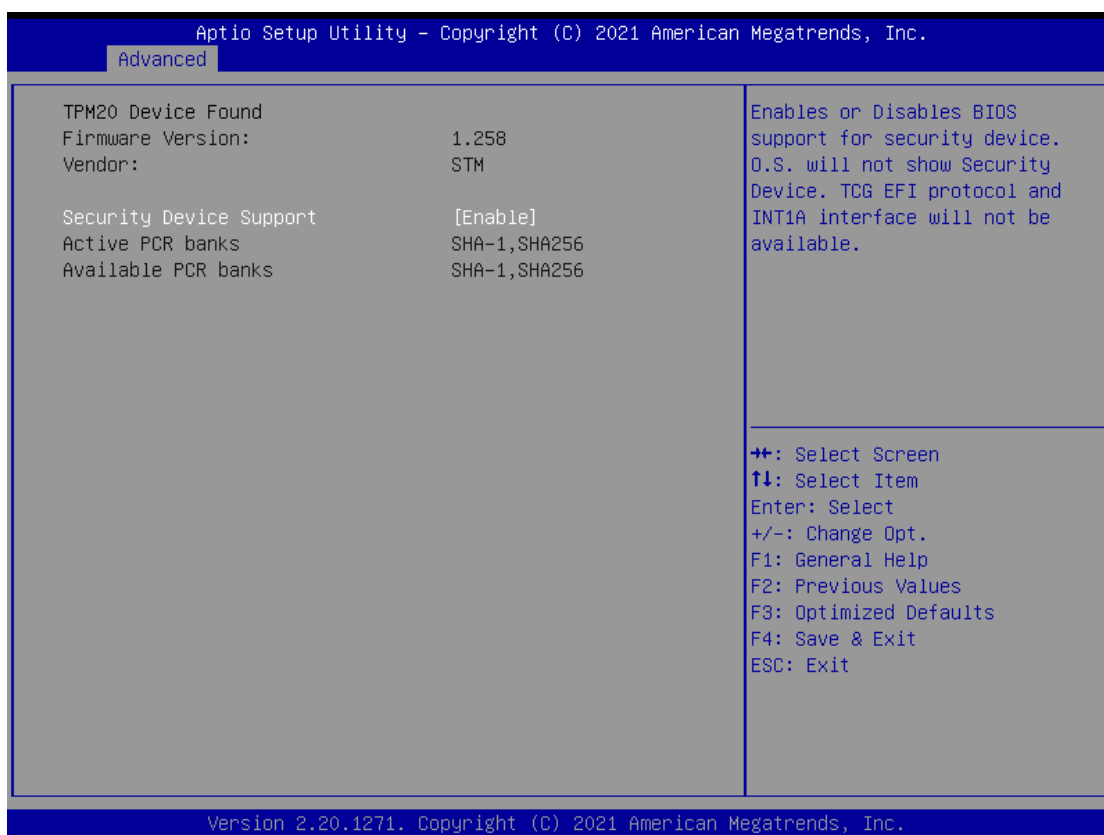 Aptio Setup Utility – Copyright (C) 2021 American Megatrends, Inc.
Advanced
TPM20 Device Found
Firmware Version: 1.258
Vendor: STM
Security Device Support [Enable]
Active PCR banks SHA-1,SHA256
Available PCR banks SHA-1,SHA256
Enables or Disables BIOS
support for security device.
O.S. will not show Security
Device. TCG EFI protocol and
INT1A interface will not be
available.
→←: Select Screen
↑↓: Select Item
Enter: Select
+/-: Change Opt.
F1: General Help
F2: Previous Values
F3: Optimized Defaults
F4: Save & Exit
ESC: Exit
Version 2.20.1271. Copyright (C) 2021 American Megatrends, Inc.